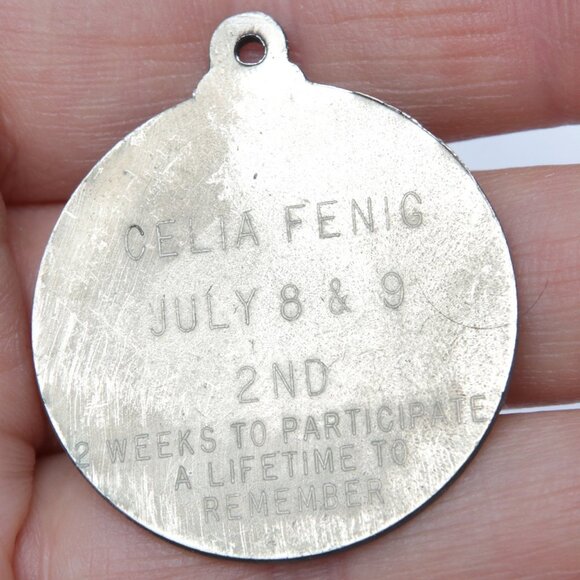 CELIA FENIG
JULY 8 & 9
2ND
2 WEEKS TO PARTICIPATE
A LIFETIME TO
REMEMBER